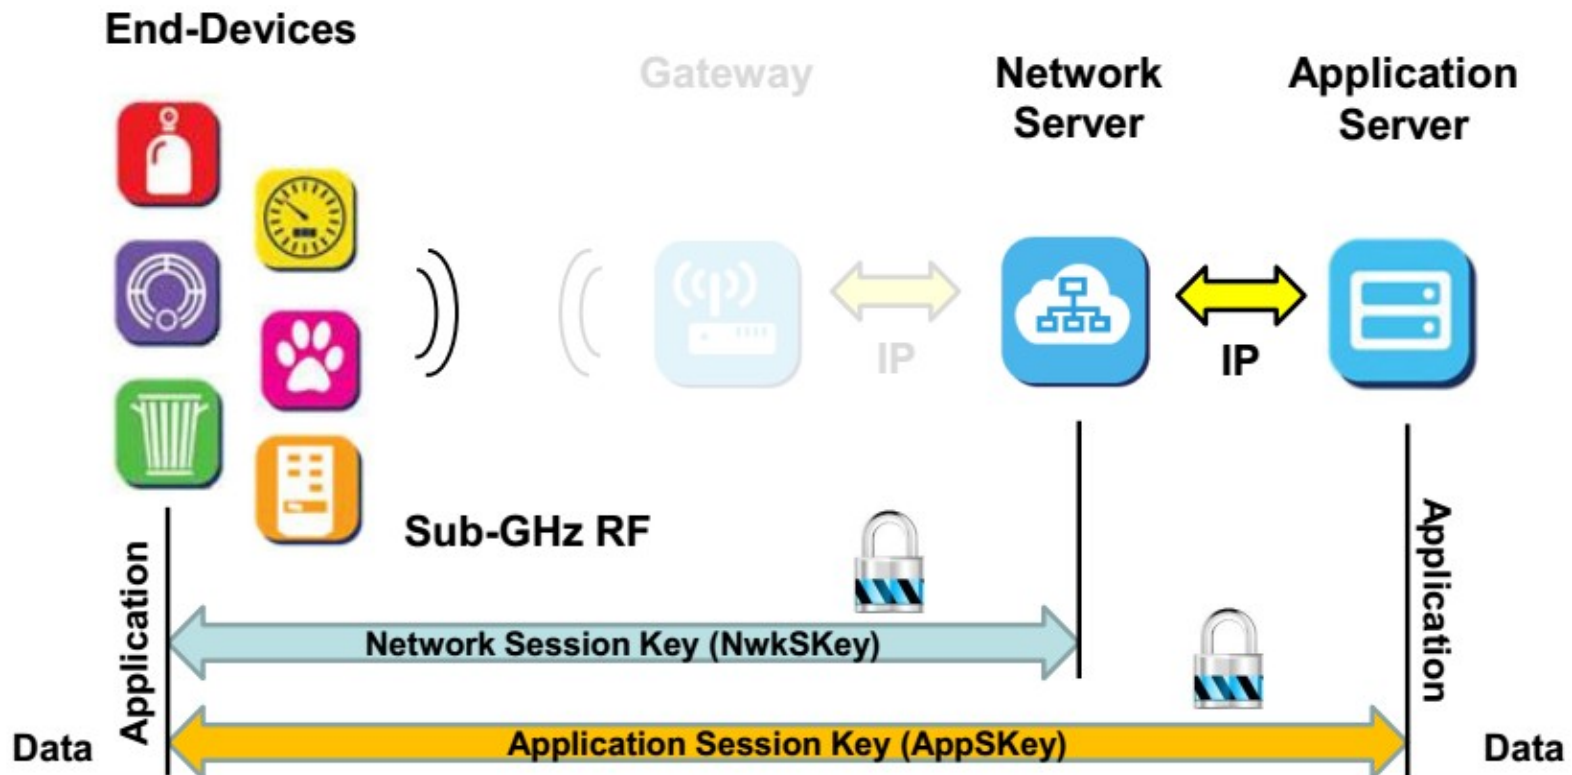 End-Devices
Gateway
Network
Server
Application
Server
IP
IP
Sub-GHz RF
Application
Application
Network Session Key (NwkSKey)
Data
Application Session Key (AppSKey)
Data